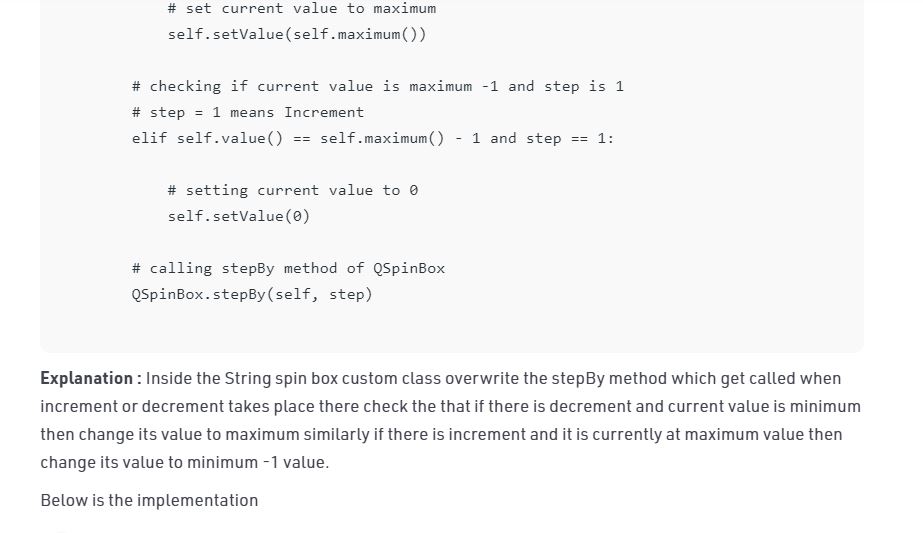 # set current value to maximum
self.setValue(self.maximum())
# checking if current value is maximum -1 and step is 1
# step = 1 means Increment
elif self.value() == self.maximum() - 1 and step == 1:
# setting current value to 0
self.setValue(0)
# calling stepBy method of QSpinBox
QSpinBox.stepBy(self, step)
Explanation : Inside the String spin box custom class overwrite the stepBy method which get called when
increment or decrement takes place there check the that if there is decrement and current value is minimum
then change its value to maximum similarly if there is increment and it is currently at maximum value then
change its value to minimum -1 value.
Below is the implementation